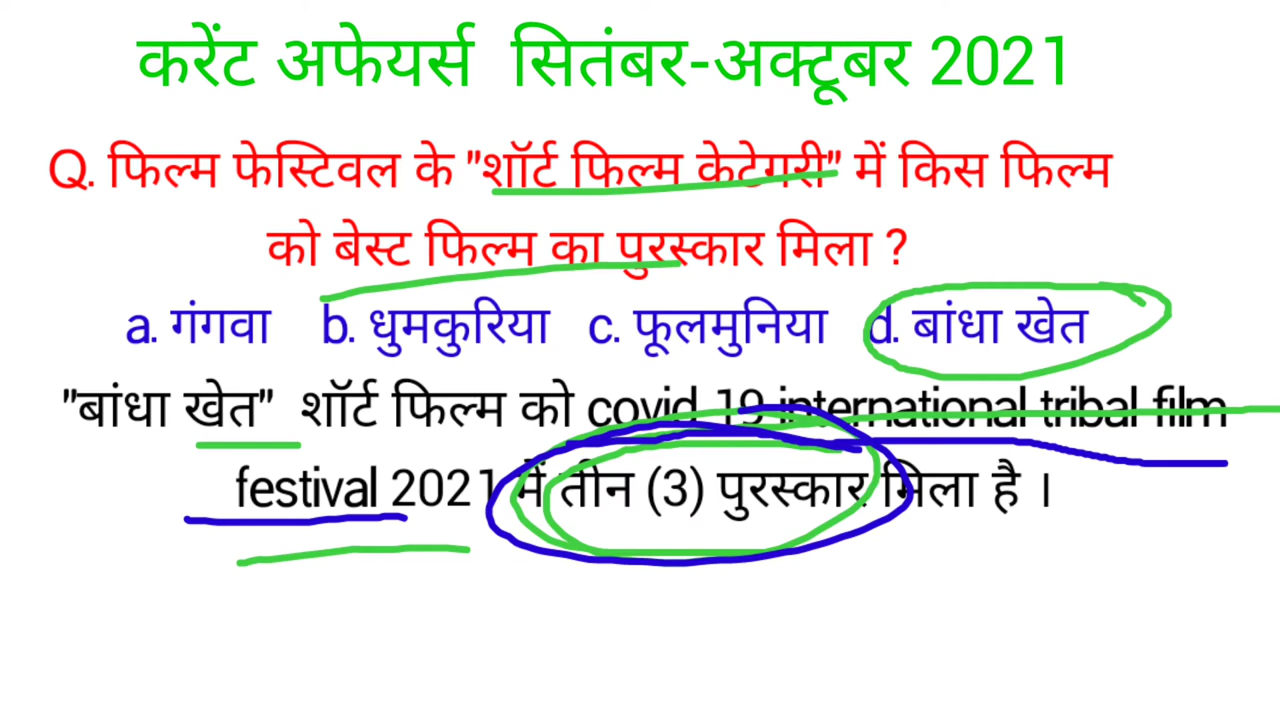 करेंट अफेयर्स सितंबर-अक्टूबर 2021
Q. फिल्म फेस्टिवल के "शॉर्ट फिल्म केटेगरी" में किस फिल्म
को बेस्ट फिल्म का पुरस्कार मिला ?
a. गंगवा b. धुमकुरिया c. फूलमुनिया d. बांधा खेत
"बांधा खेत" शॉर्ट फिल्म को covid 19 international tribal film
festival 2021 में तीन (3) पुरस्कार मिला है ।